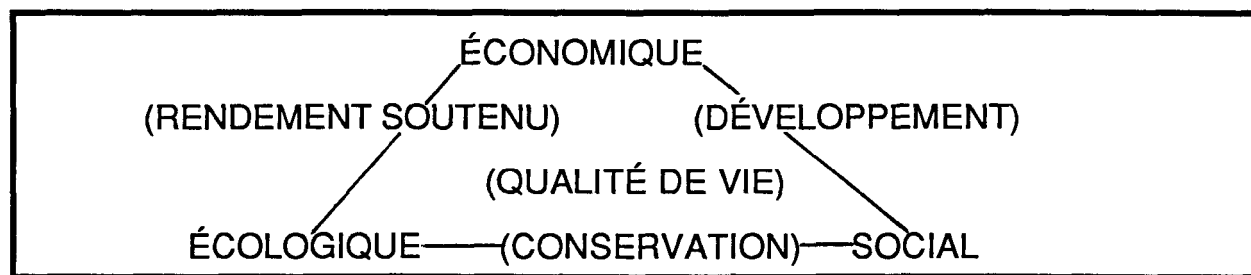 ÉCONOMIQUE
(RENDEMENT SOUTENU) (DÉVELOPPEMENT)
(QUALITÉ DE VIE)
ÉCOLOGIQUE (CONSERVATION) SOCIAL